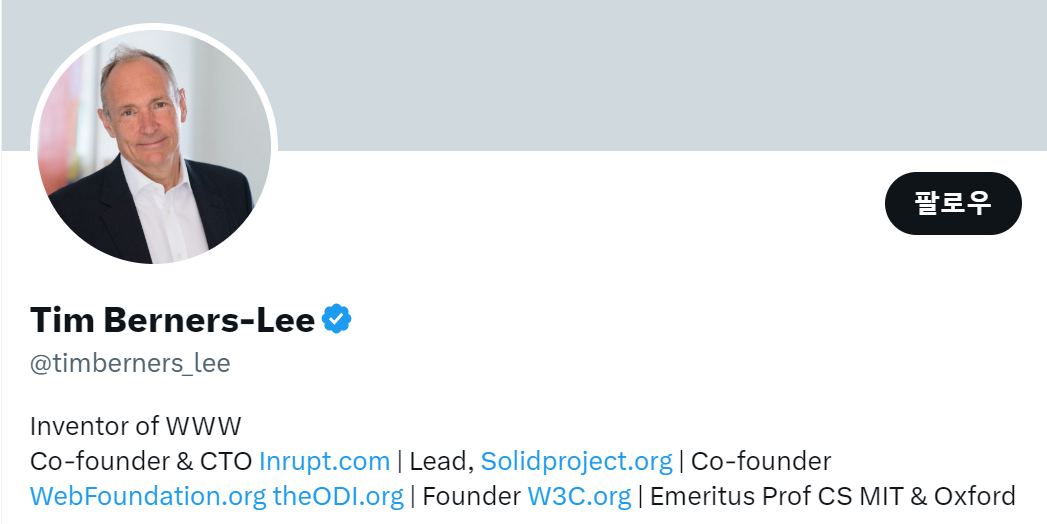 팔로우
Tim Berners-Lee
@timberners_lee
Inventor of WWW
Co-founder & CTO Inrupt.com | Lead, Solidproject.org | Co-founder
WebFoundation.org theODI.org | Founder W3C.org | Emeritus Prof CS MIT & Oxford